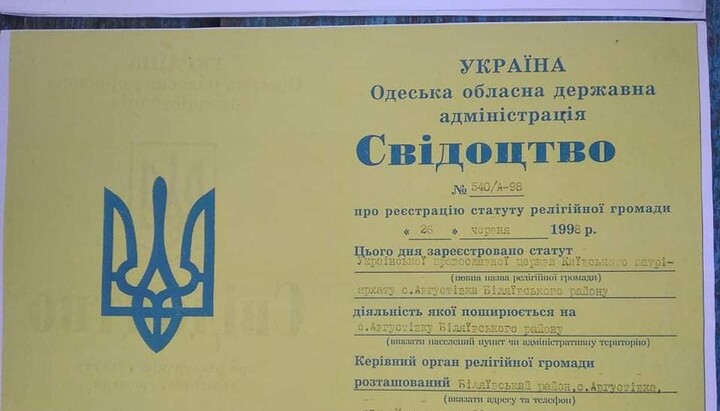 УКРАЇНА
Одеська обласна державна
адміністрація
Свідоцтво
№ 540/А-98
про реєстрацію статуту релігійної громади
« 26 » червня 1998 р.
Цього дня зареєстровано статут
Української православної церкви Київського патрі-
(повна назва релігійної громади)
архату с.Августівки Біляївського району
діяльність якої поширюється на
с.Августівку Біляївського району
(вказати населений пункт чи адміністративну територію)
Керівний орган релігійної громади
розташований Біляївський район,с.Августівка,
(вказати адресу та телефон)